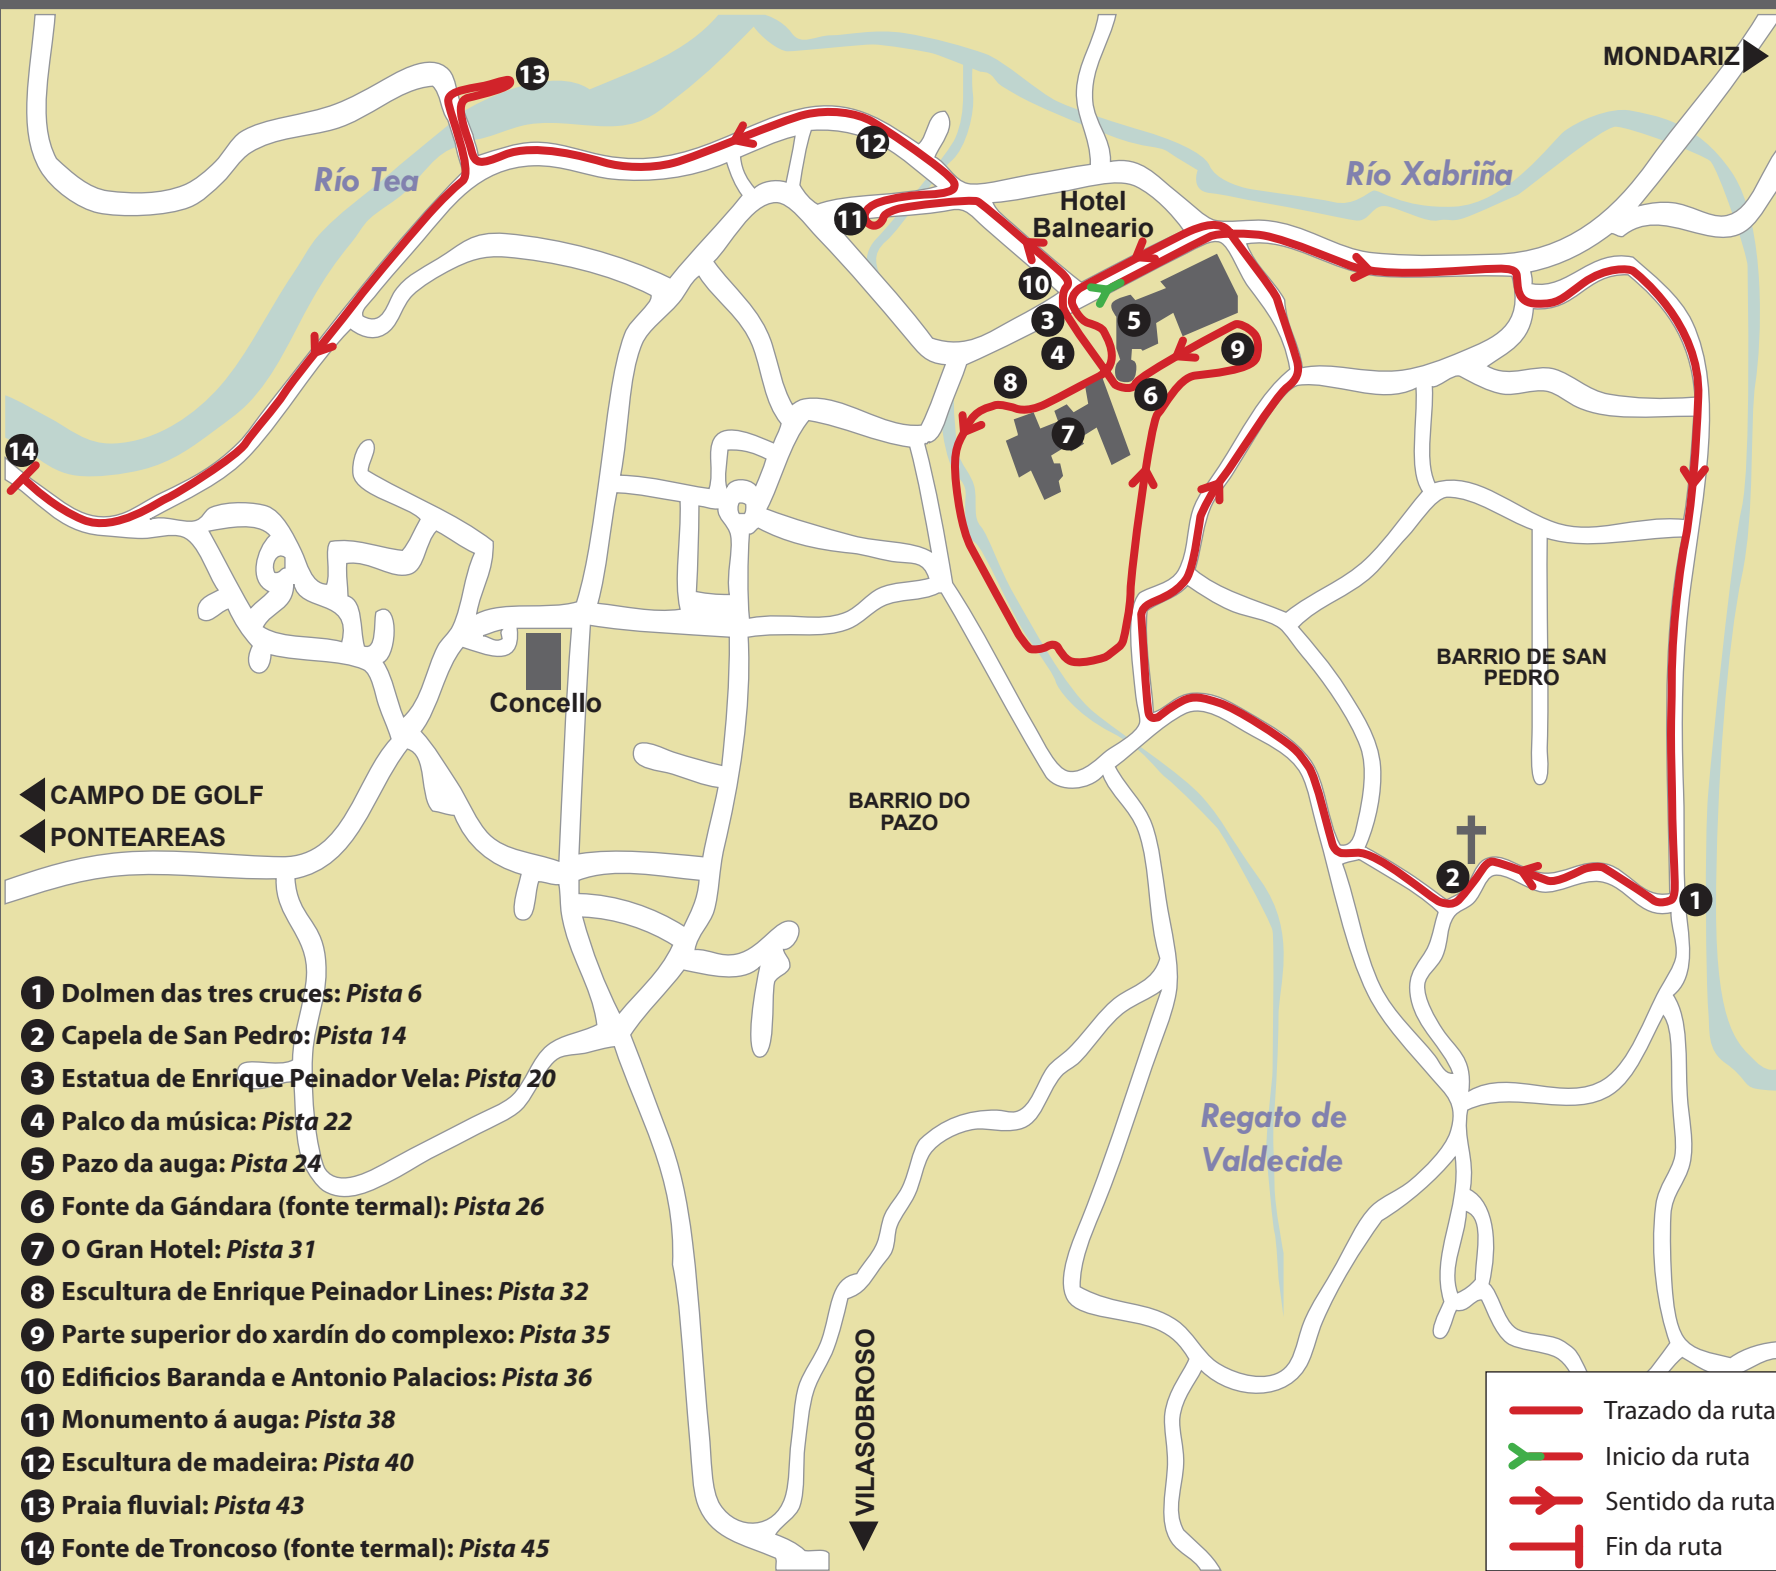 MONDARIZ
13
12
Río Tea
Río Xabriña
Hotel
Balneario
11
10
3
5
4
9
8
6
7
14
BARRIO DE SAN
PEDRO
Concello
CAMPO DE GOLF
PONTEAREAS
BARRIO DO
PAZO
2
1
Regato de
Valdecide
VILASOBROSO
1 Dolmen das tres cruces: Pista 6
2 Capela de San Pedro: Pista 14
3 Estatua de Enrique Peinador Vela: Pista 20
4 Palco da música: Pista 22
5 Pazo da auga: Pista 24
6 Fonte da Gándara (fonte termal): Pista 26
7 O Gran Hotel: Pista 31
8 Escultura de Enrique Peinador Lines: Pista 32
9 Parte superior do xardín do complexo: Pista 35
10 Edificios Baranda e Antonio Palacios: Pista 36
11 Monumento á auga: Pista 38
12 Escultura de madeira: Pista 40
13 Praia fluvial: Pista 43
14 Fonte de Troncoso (fonte termal): Pista 45
Trazado da ruta
Inicio da ruta
Sentido da ruta
Fin da ruta